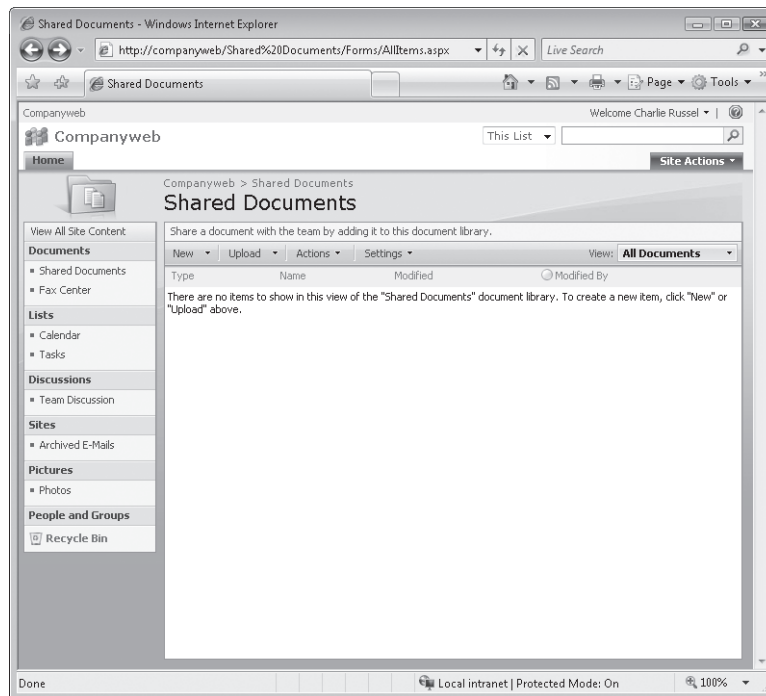 Shared Documents - Windows Internet Explorer
http://companyweb/Shared%20Documents/Forms/AllItems.aspx
Live Search
Shared Documents
Page
Tools
Companyweb
Welcome Charlie Russel
Companyweb
This List
Home
Site Actions
Companyweb > Shared Documents
Shared Documents
View All Site Content
Documents
Shared Documents
Fax Center
Lists
Calendar
Tasks
Discussions
Team Discussion
Sites
Archived E-Mails
Pictures
Photos
People and Groups
Recycle Bin
Share a document with the team by adding it to this document library.
New Upload Actions Settings View: All Documents
Type Name Modified Modified By
There are no items to show in this view of the "Shared Documents" document library. To create a new item, click "New" or
"Upload" above.
Done
Local intranet | Protected Mode: On
100%